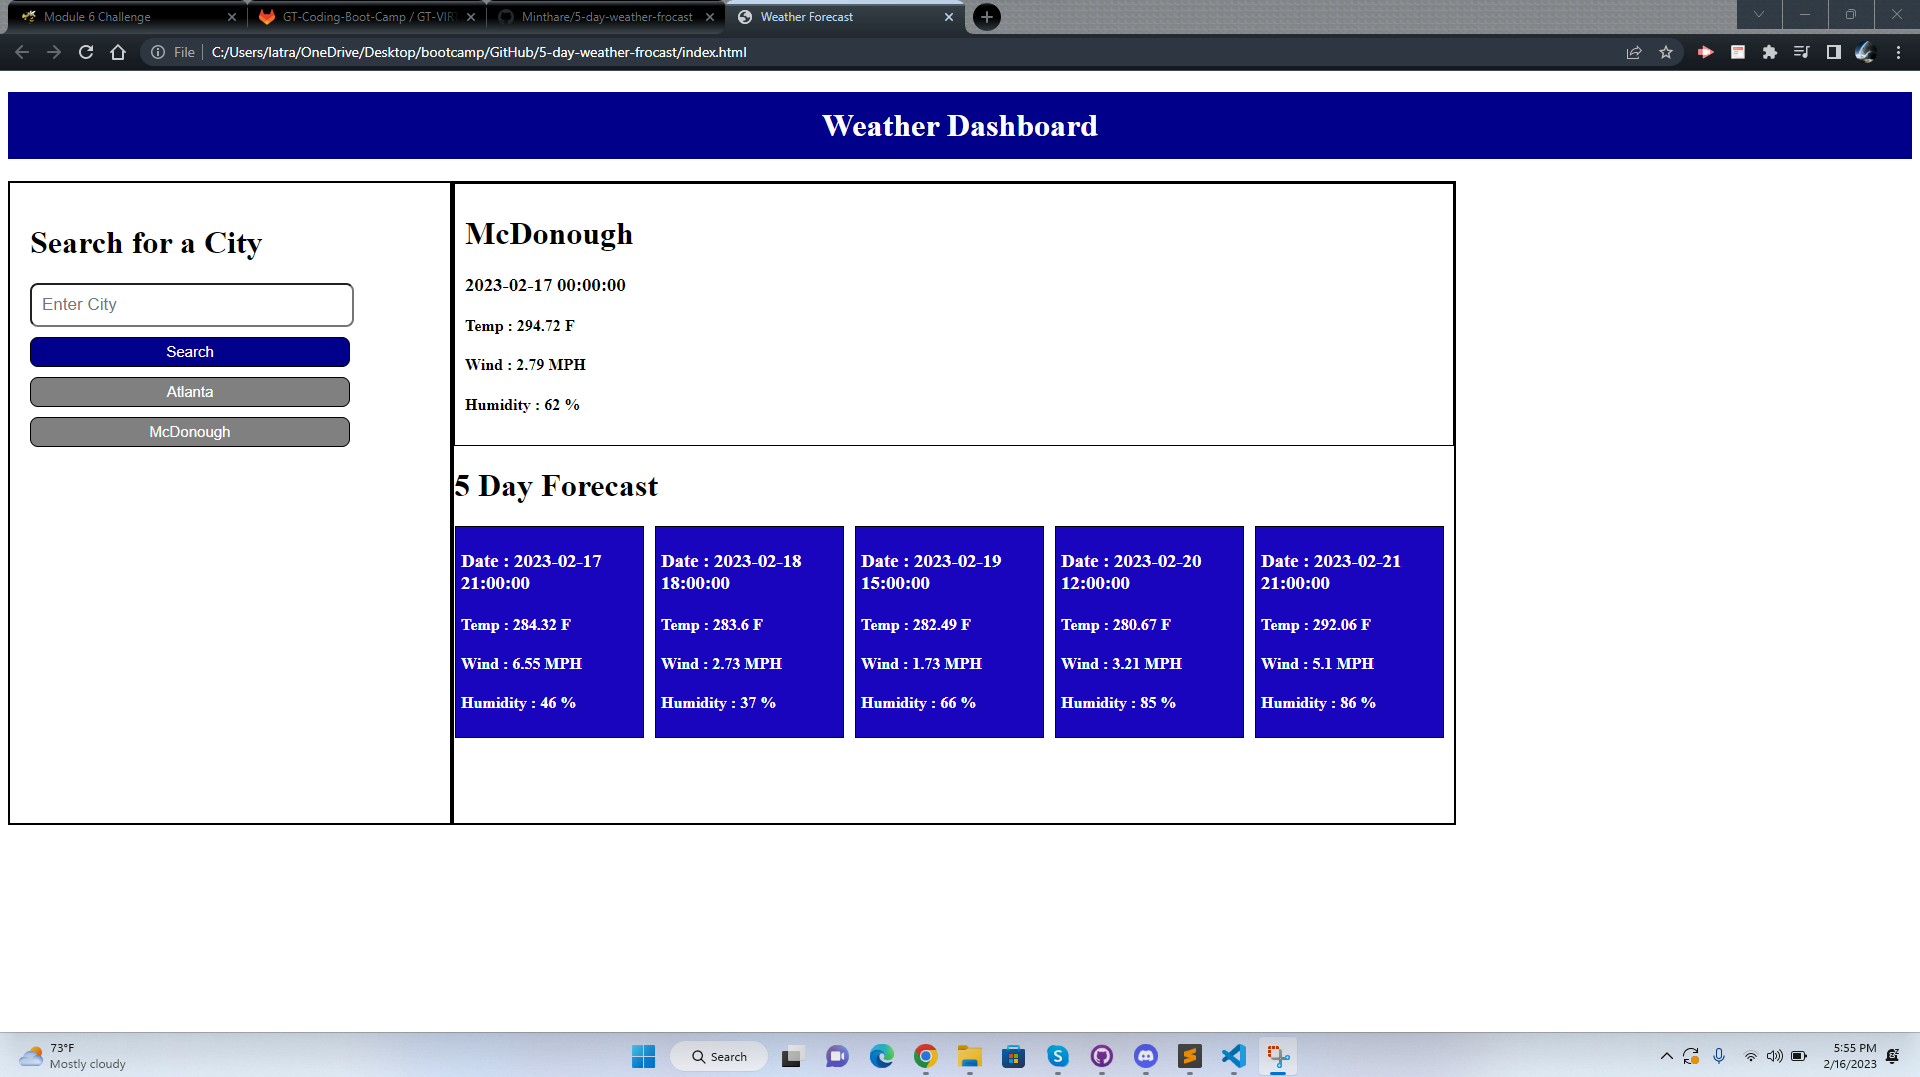 Module 6 Challenge
GT-Coding-Boot-Camp / GT-VIRT
Minthare/5-day-weather-frocast
Weather Forecast
File
C:/Users/latra/OneDrive/Desktop/bootcamp/GitHub/5-day-weather-frocast/index.html
Weather Dashboard
Search for a City
Enter City
Search
Atlanta
McDonough
McDonough
2023-02-17 00:00:00
Temp : 294.72 F
Wind : 2.79 MPH
Humidity : 62 %
5 Day Forecast
Date : 2023-02-17
21:00:00
Temp : 284.32 F
Wind : 6.55 MPH
Humidity : 46 %
Date : 2023-02-18
18:00:00
Temp : 283.6 F
Wind : 2.73 MPH
Humidity : 37 %
Date : 2023-02-19
15:00:00
Temp : 282.49 F
Wind : 1.73 MPH
Humidity : 66 %
Date : 2023-02-20
12:00:00
Temp : 280.67 F
Wind : 3.21 MPH
Humidity : 85 %
Date : 2023-02-21
21:00:00
Temp : 292.06 F
Wind : 5.1 MPH
Humidity : 86 %
73°F
Mostly cloudy
Search
5:55 PM
2/16/2023